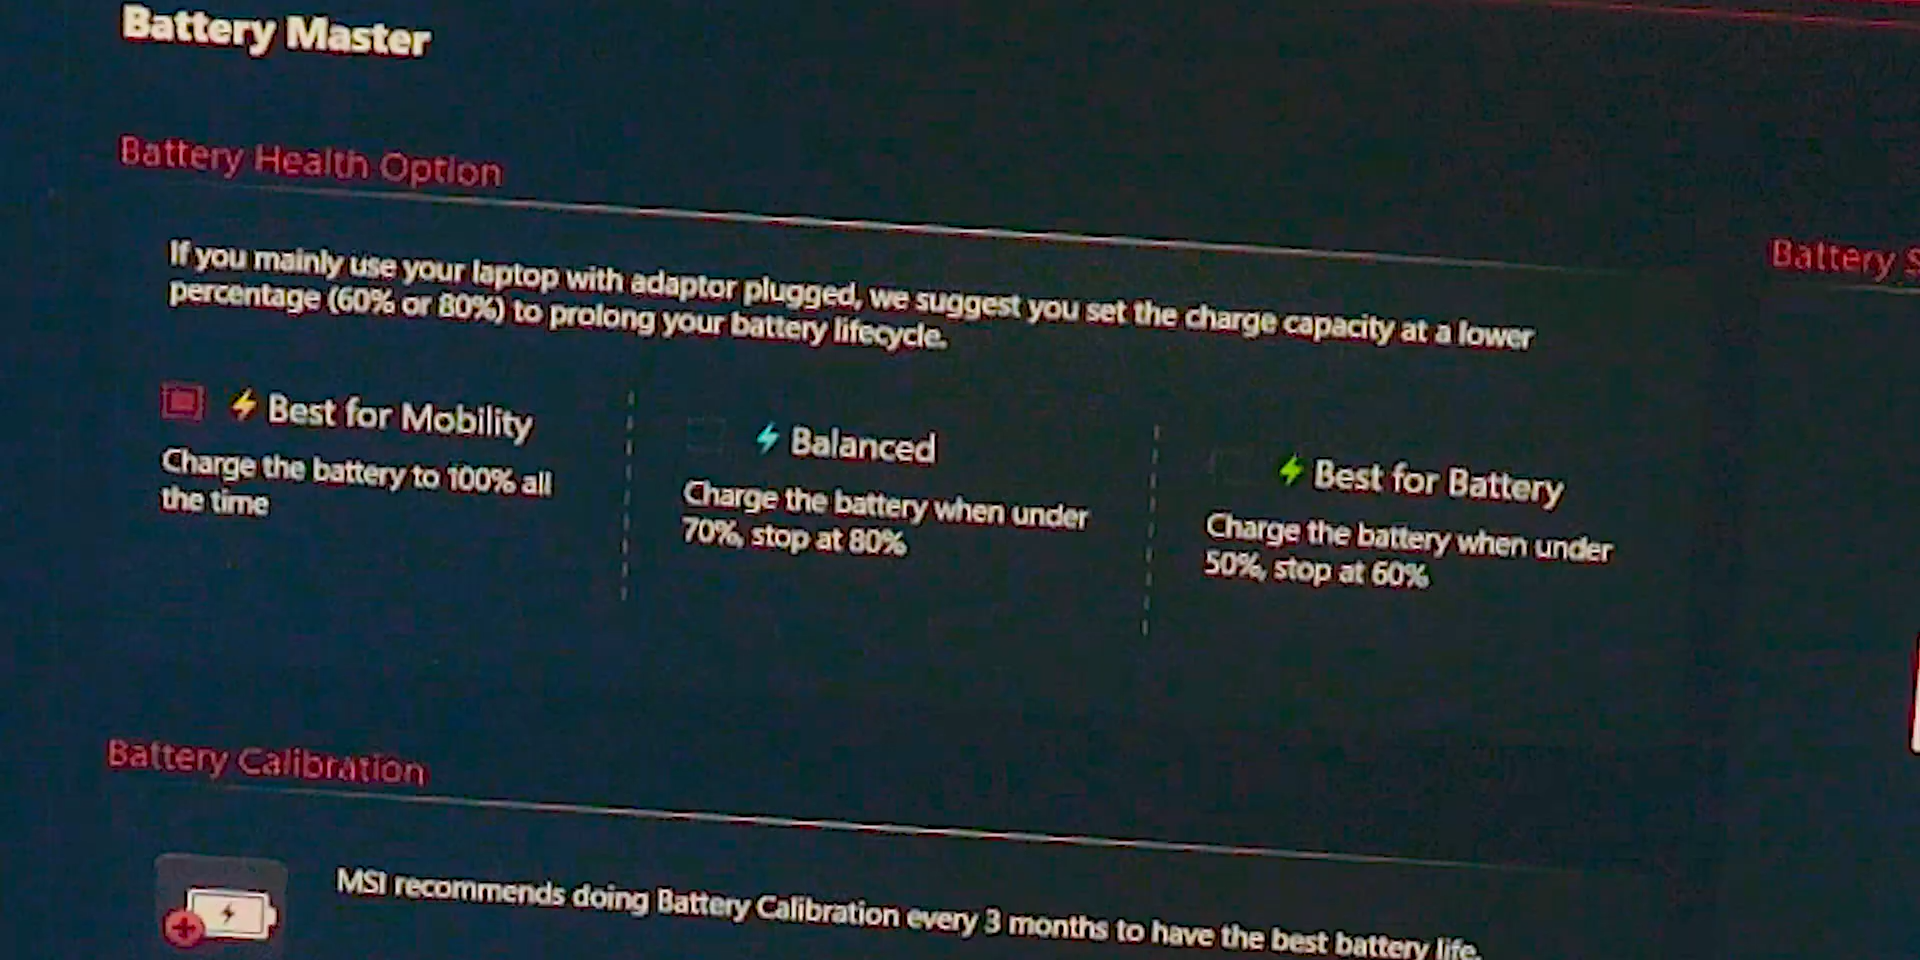 Battery Master
Battery Health Option
If you mainly use your laptop with adaptor plugged, we suggest you set the charge capacity at a lower
percentage (60% or 80%) to prolong your battery lifecycle.
Best for Mobility
Charge the battery to 100% all
the time
Balanced
Charge the battery when under
70%, stop at 80%
Best for Battery
Charge the battery when under
50%, stop at 60%
Battery S
Battery Calibration
MSI recommends doing Battery Calibration every 3 months to have the best battery life.